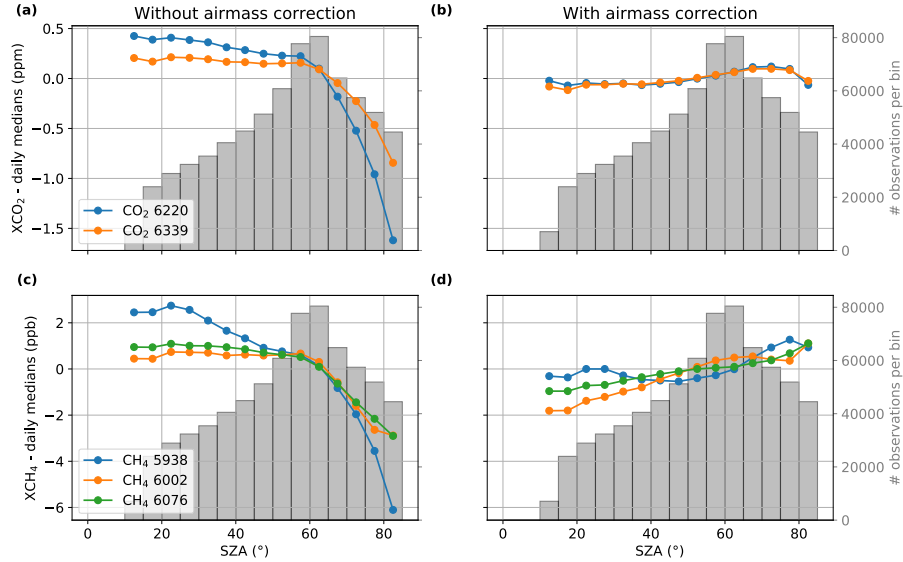 (a) Without airmass correction
(b) With airmass correction
XCO₂ - daily medians (ppm)
0.5
0.0
−0.5
−1.0
−1.5
CO₂ 6220
CO₂ 6339
80000
60000
40000
20000
0
# observations per bin
(c)
(d)
XCH₄ - daily medians (ppb)
2
0
−2
−4
−6
CH₄ 5938
CH₄ 6002
CH₄ 6076
80000
60000
40000
20000
0
# observations per bin
0 20 40 60 80
SZA (°)
0 20 40 60 80
SZA (°)